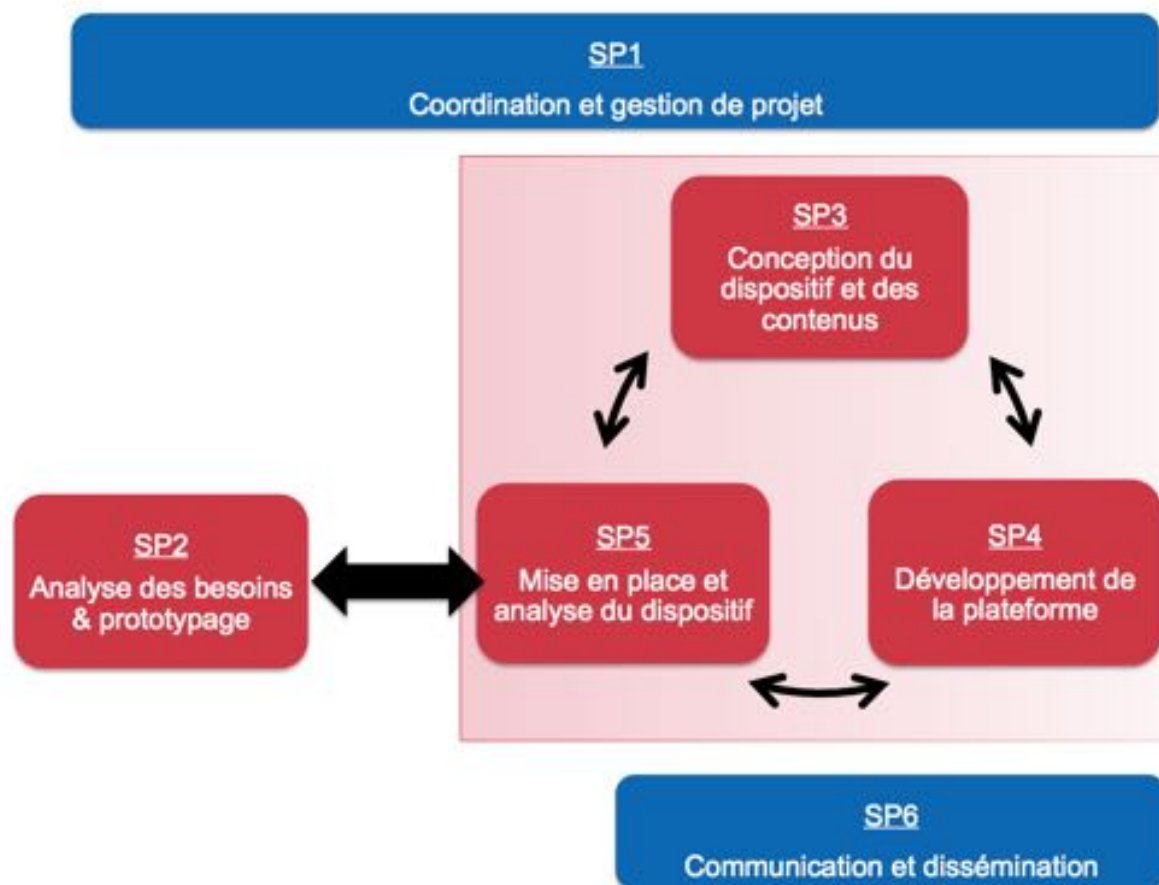 SP1
Coordination et gestion de projet
SP3
Conception du
dispositif et des
contenus
SP2
Analyse des besoins
& prototypage
SP5
Mise en place et
analyse du dispositif
SP4
Développement de
la plateforme
SP6
Communication et dissémination